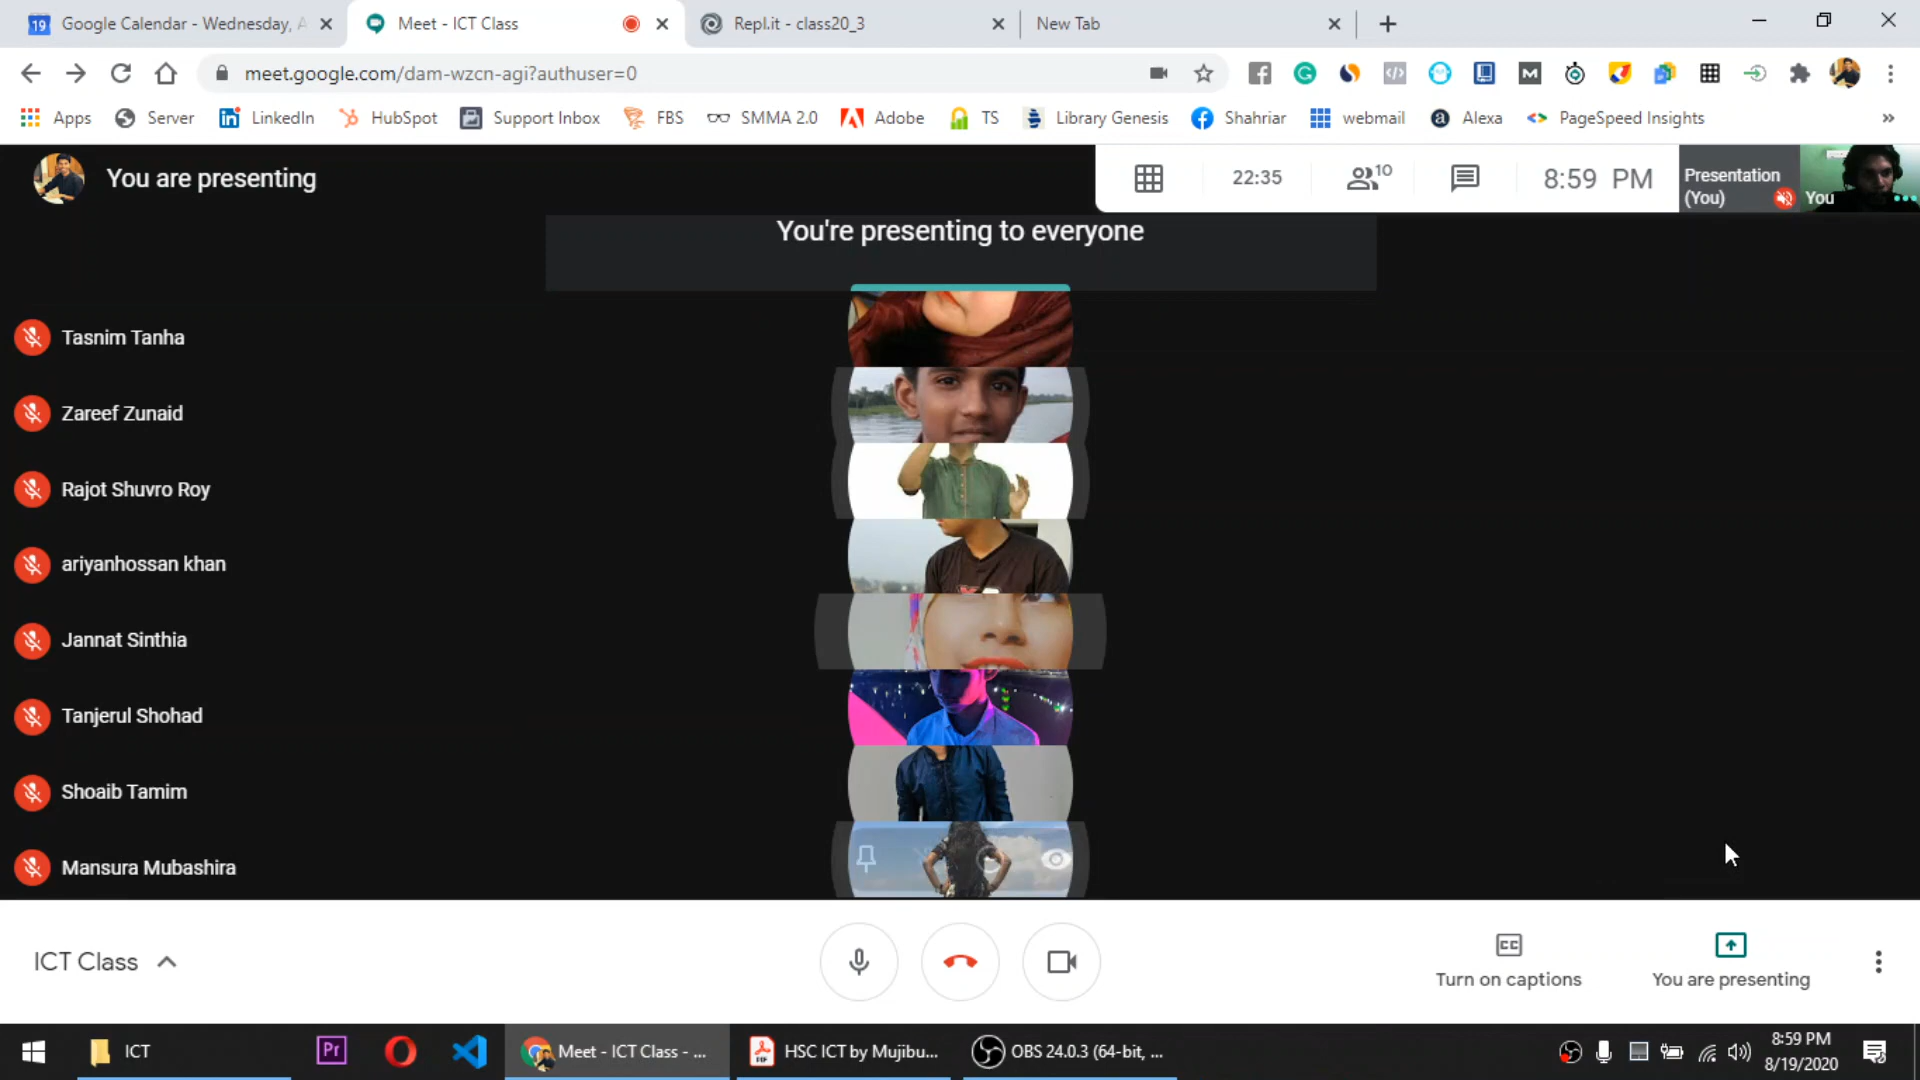 19 Google Calendar - Wednesday, A
Meet - ICT Class
Repl.it - class20_3
New Tab
meet.google.com/dam-wzcn-agi?authuser=0
Apps Server LinkedIn HubSpot Support Inbox FBS SMMA 2.0 Adobe TS Library Genesis Shahriar webmail Alexa PageSpeed Insights »
You are presenting
22:35
10
8:59 PM
Presentation
(You)
You
You're presenting to everyone
Tasnim Tanha
Zareef Zunaid
Rajot Shuvro Roy
ariyanhossan khan
Jannat Sinthia
Tanjerul Shohad
Shoaib Tamim
Mansura Mubashira
ICT Class
CC
Turn on captions
You are presenting
ICT
Pr
Meet - ICT Class - ...
HSC ICT by Mujibu...
OBS 24.0.3 (64-bit, ...
8:59 PM
8/19/2020